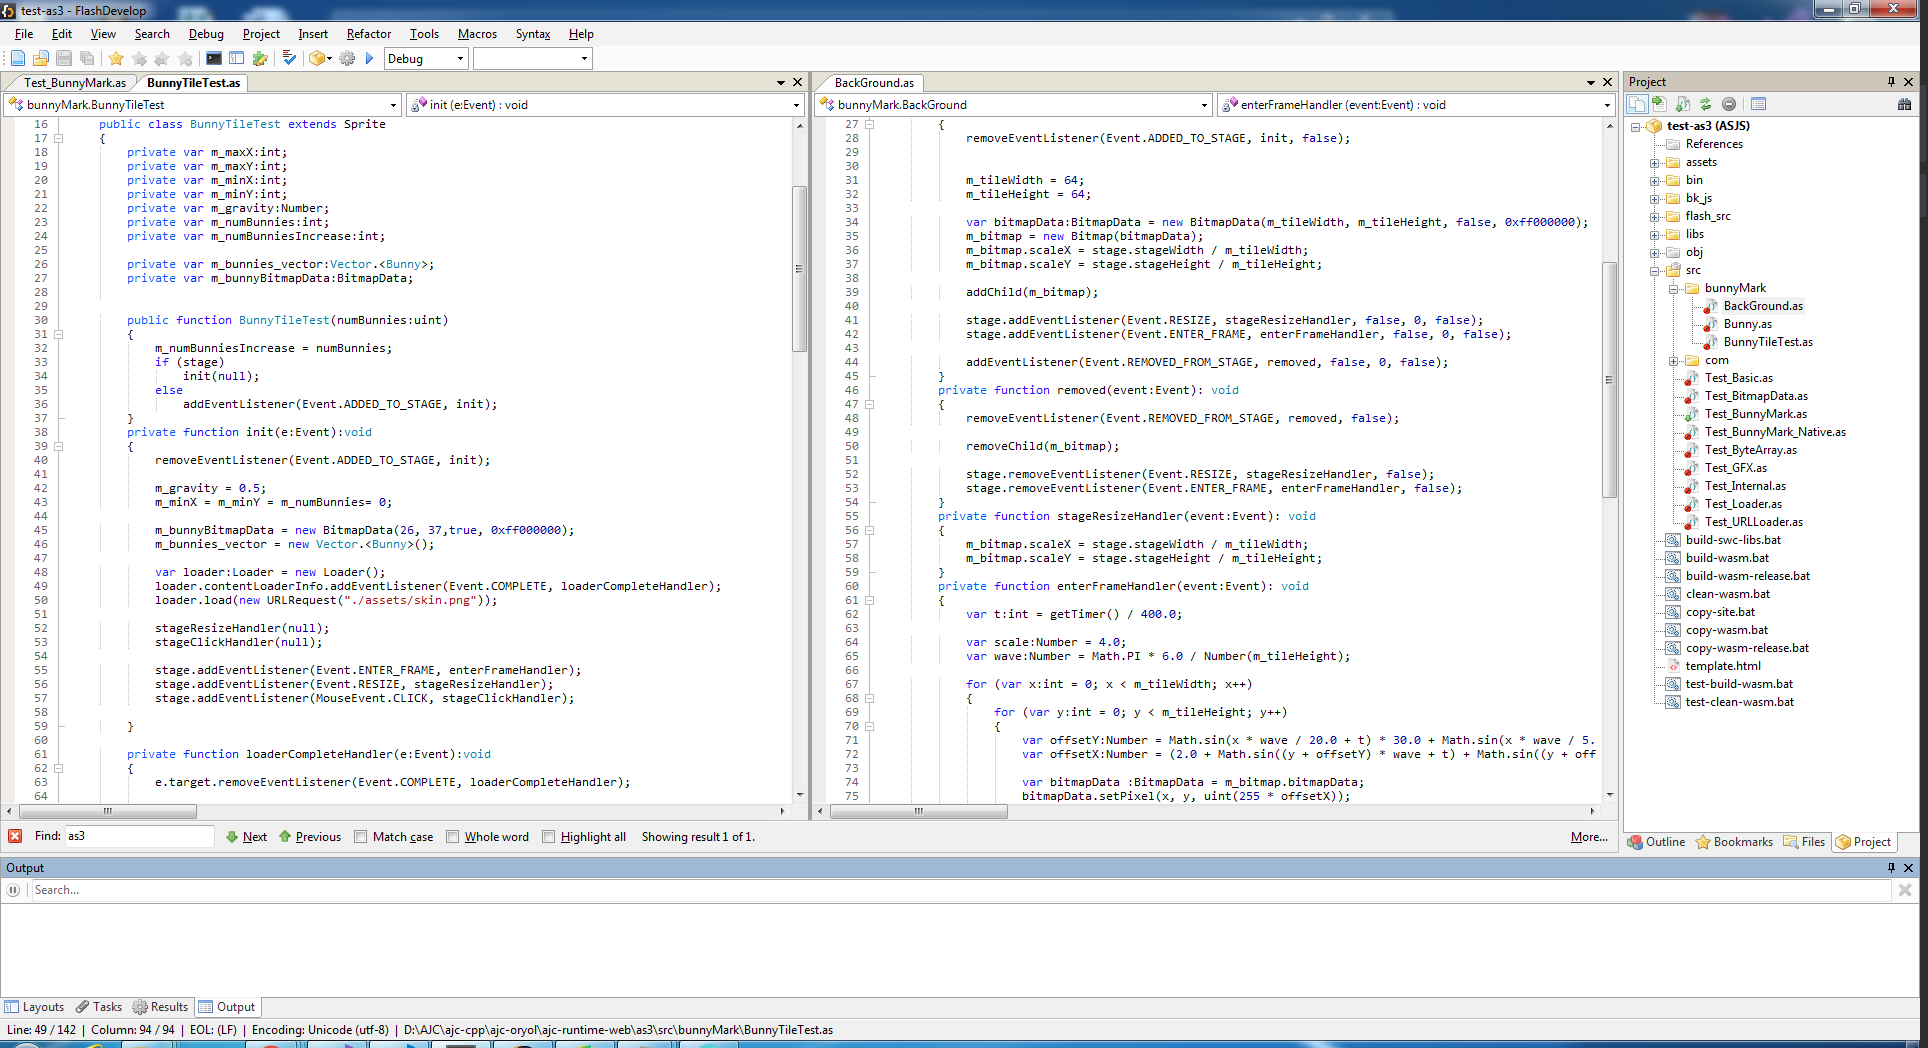 test-as3 - FlashDevelop
File Edit View Search Debug Project Insert Refactor Tools Macros Syntax Help
Debug
Test_BunnyMark.as BunnyTileTest.as
bunnyMark.BunnyTileTest init (e:Event) : void
16 public class BunnyTileTest extends Sprite
17 {
18 private var m_maxX:int;
19 private var m_maxY:int;
20 private var m_minX:int;
21 private var m_minY:int;
22 private var m_gravity:Number;
23 private var m_numBunnies:int;
24 private var m_numBunniesIncrease:int;
25
26 private var m_bunnies_vector:Vector.<Bunny>;
27 private var m_bunnyBitmapData:BitmapData;
28
29
30 public function BunnyTileTest(numBunnies:uint)
31 {
32 m_numBunniesIncrease = numBunnies;
33 if (stage)
34 init(null);
35 else
36 addEventListener(Event.ADDED_TO_STAGE, init);
37 }
38 private function init(e:Event):void
39 {
40 removeEventListener(Event.ADDED_TO_STAGE, init);
41
42 m_gravity = 0.5;
43 m_minX = m_minY = m_numBunnies= 0;
44
45 m_bunnyBitmapData = new BitmapData(26, 37,true, 0xff000000);
46 m_bunnies_vector = new Vector.<Bunny>();
47
48 var loader:Loader = new Loader();
49 loader.contentLoaderInfo.addEventListener(Event.COMPLETE, loaderCompleteHandler);
50 loader.load(new URLRequest("./assets/skin.png"));
51
52 stageResizeHandler(null);
53 stageClickHandler(null);
54
55 stage.addEventListener(Event.ENTER_FRAME, enterFrameHandler);
56 stage.addEventListener(Event.RESIZE, stageResizeHandler);
57 stage.addEventListener(MouseEvent.CLICK, stageClickHandler);
58
59 }
60
61 private function loaderCompleteHandler(e:Event):void
62 {
63 e.target.removeEventListener(Event.COMPLETE, loaderCompleteHandler);
64
BackGround.as
bunnyMark.BackGround enterFrameHandler (event:Event) : void
27 {
28 removeEventListener(Event.ADDED_TO_STAGE, init, false);
29
30
31 m_tileWidth = 64;
32 m_tileHeight = 64;
33
34 var bitmapData:BitmapData = new BitmapData(m_tileWidth, m_tileHeight, false, 0xff000000);
35 m_bitmap = new Bitmap(bitmapData);
36 m_bitmap.scaleX = stage.stageWidth / m_tileWidth;
37 m_bitmap.scaleY = stage.stageHeight / m_tileHeight;
38
39 addChild(m_bitmap);
40
41 stage.addEventListener(Event.RESIZE, stageResizeHandler, false, 0, false);
42 stage.addEventListener(Event.ENTER_FRAME, enterFrameHandler, false, 0, false);
43
44 addEventListener(Event.REMOVED_FROM_STAGE, removed, false, 0, false);
45 }
46 private function removed(event:Event): void
47 {
48 removeEventListener(Event.REMOVED_FROM_STAGE, removed, false);
49
50 removeChild(m_bitmap);
51
52 stage.removeEventListener(Event.RESIZE, stageResizeHandler, false);
53 stage.removeEventListener(Event.ENTER_FRAME, enterFrameHandler, false);
54 }
55 private function stageResizeHandler(event:Event): void
56 {
57 m_bitmap.scaleX = stage.stageWidth / m_tileWidth;
58 m_bitmap.scaleY = stage.stageHeight / m_tileHeight;
59 }
60 private function enterFrameHandler(event:Event): void
61 {
62 var t:int = getTimer() / 400.0;
63
64 var scale:Number = 4.0;
65 var wave:Number = Math.PI * 6.0 / Number(m_tileHeight);
66
67 for (var x:int = 0; x < m_tileWidth; x++)
68 {
69 for (var y:int = 0; y < m_tileHeight; y++)
70 {
71 var offsetY:Number = Math.sin(x * wave / 20.0 + t) * 30.0 + Math.sin(x * wave / 5.
72 var offsetX:Number = (2.0 + Math.sin((y + offsetY) * wave + t) + Math.sin((y + off
73
74 var bitmapData :BitmapData = m_bitmap.bitmapData;
75 bitmapData.setPixel(x, y, uint(255 * offsetX));
Project
test-as3 (ASJS)
References
assets
bin
bk_js
flash_src
libs
obj
src
bunnyMark
BackGround.as
Bunny.as
BunnyTileTest.as
com
Test_Basic.as
Test_BitmapData.as
Test_BunnyMark.as
Test_BunnyMark_Native.as
Test_ByteArray.as
Test_GFX.as
Test_Internal.as
Test_Loader.as
Test_URLLoader.as
build-swc-libs.bat
build-wasm.bat
build-wasm-release.bat
clean-wasm.bat
copy-site.bat
copy-wasm.bat
copy-wasm-release.bat
template.html
test-build-wasm.bat
test-clean-wasm.bat
Outline Bookmarks Files Project
Find: as3 Next Previous Match case Whole word Highlight all Showing result 1 of 1. More...
Output
Search...
Layouts Tasks Results Output
Line: 49 / 142 | Column: 94 / 94 | EOL: (LF) | Encoding: Unicode (utf-8) | D:\AJC\ajc-cpp\ajc-oryol\ajc-runtime-web\as3\src\bunnyMark\BunnyTileTest.as